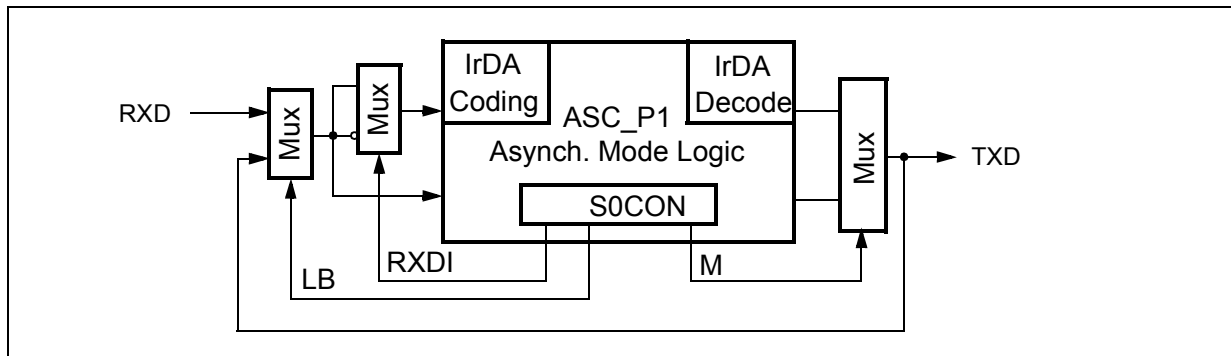 RXD
Mux
Mux
IrDA
Coding
IrDA
Decode
ASC_P1
Asynch. Mode Logic
S0CON
Mux
TXD
RXDI
LB
M